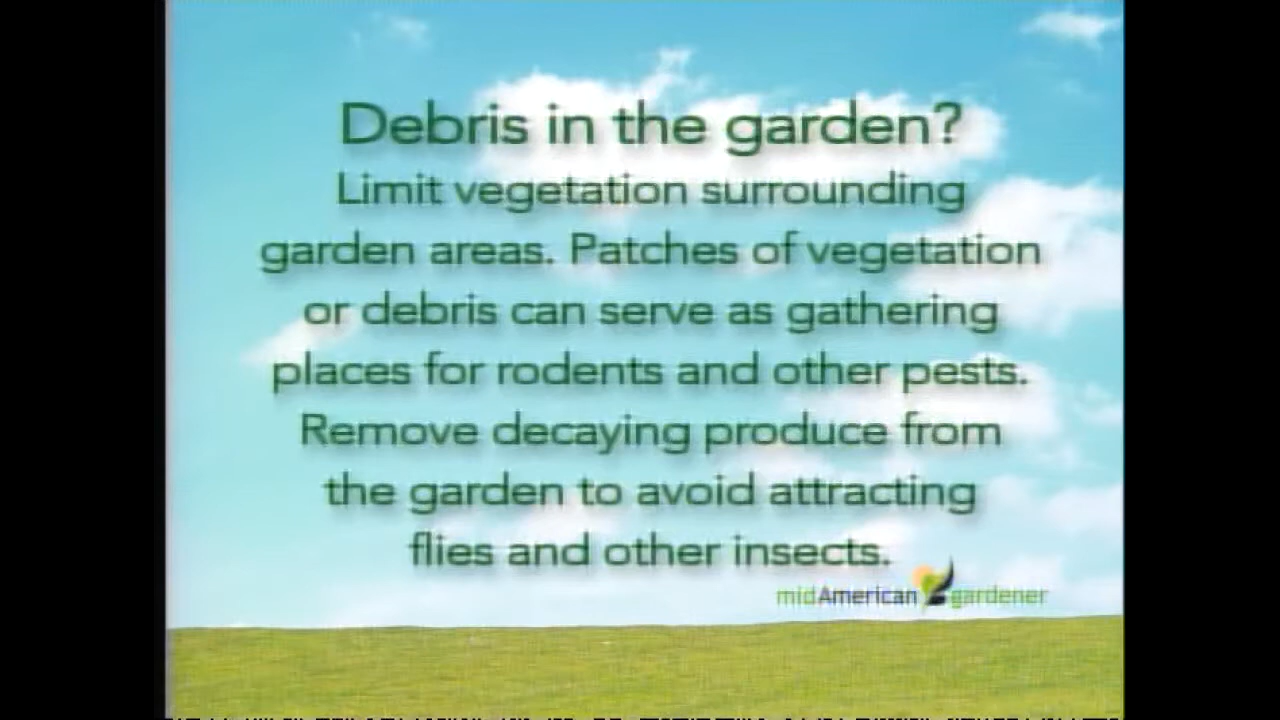 Debris in the garden?
Limit vegetation surrounding
garden areas. Patches of vegetation
or debris can serve as gathering
places for rodents and other pests.
Remove decaying produce from
the garden to avoid attracting
flies and other insects.
midAmerican gardener